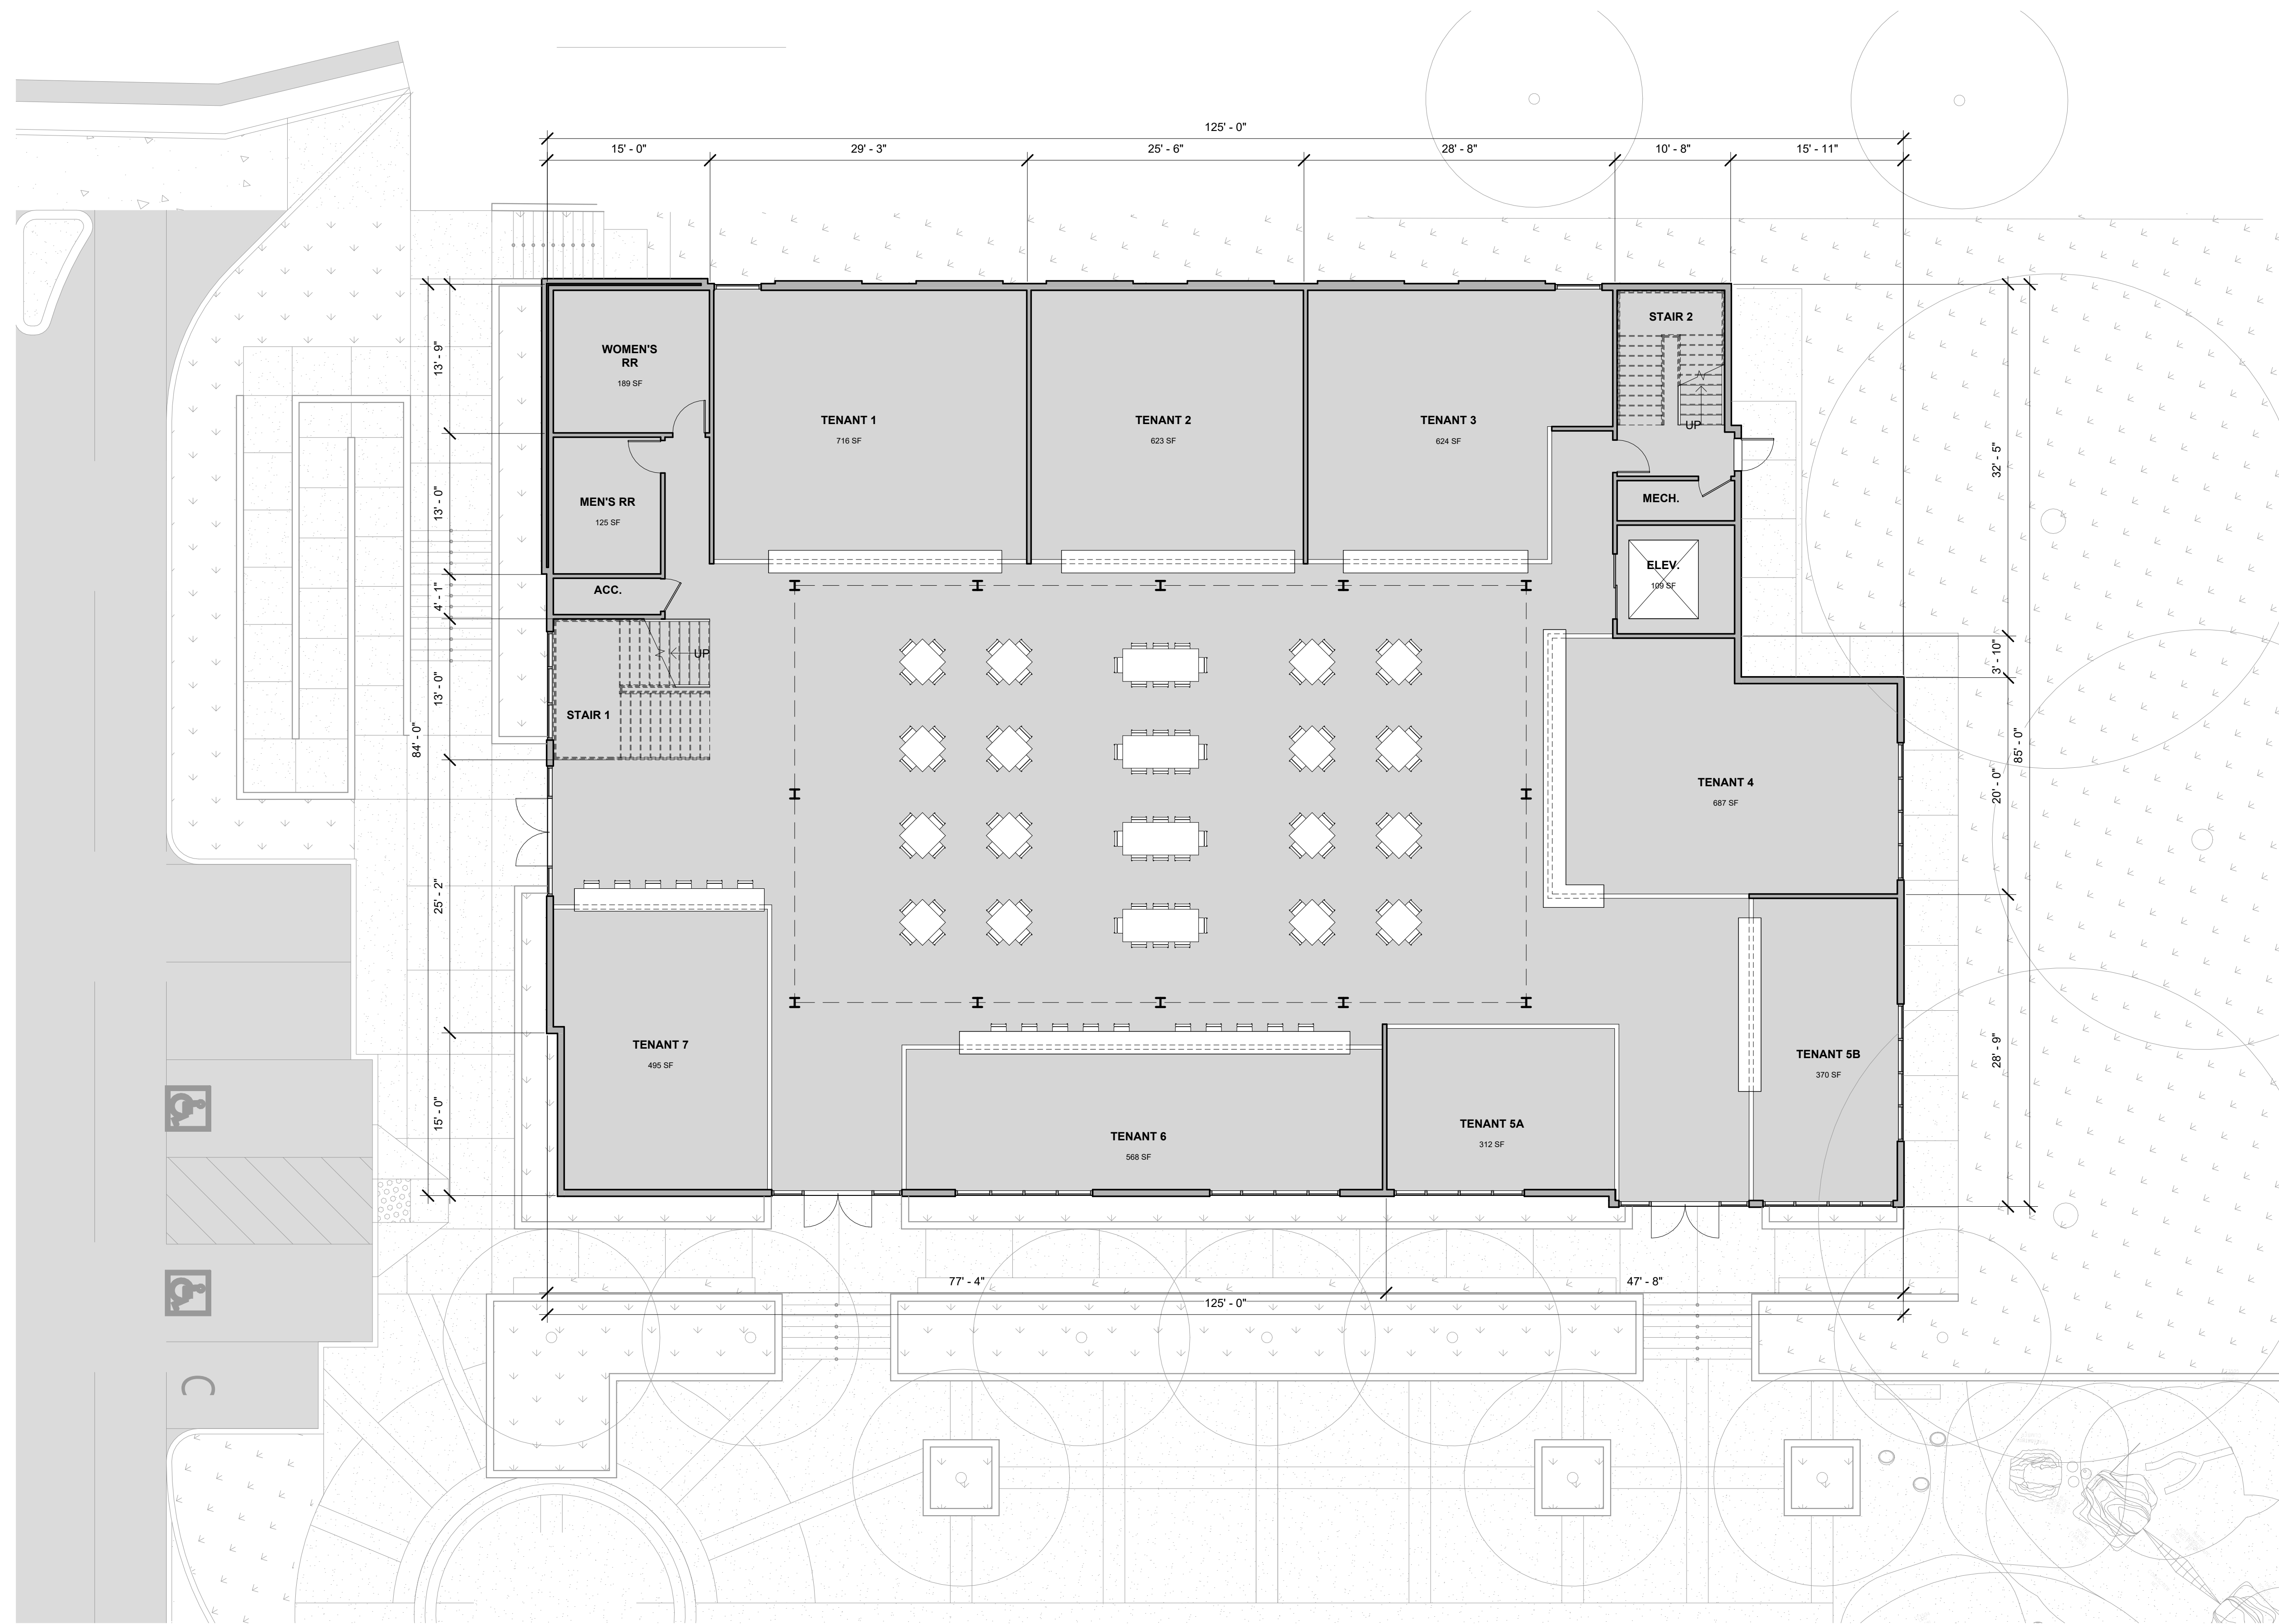 125' - 0"
15' - 0"
29' - 3"
25' - 6"
28' - 8"
10' - 8"
15' - 11"
STAIR 2
UP
WOMEN'S
RR
189 SF
13' - 9"
TENANT 1
716 SF
TENANT 2
623 SF
TENANT 3
624 SF
32' - 5"
MEN'S RR
125 SF
13' - 0"
MECH.
ELEV.
109 SF
ACC.
4' - 1"
UP
STAIR 1
13' - 0"
84' - 0"
3' - 10"
85' - 0"
TENANT 4
687 SF
20' - 0"
25' - 2"
TENANT 7
495 SF
TENANT 5B
370 SF
28' - 9"
15' - 0"
TENANT 6
568 SF
TENANT 5A
312 SF
77' - 4"
47' - 8"
125' - 0"
C